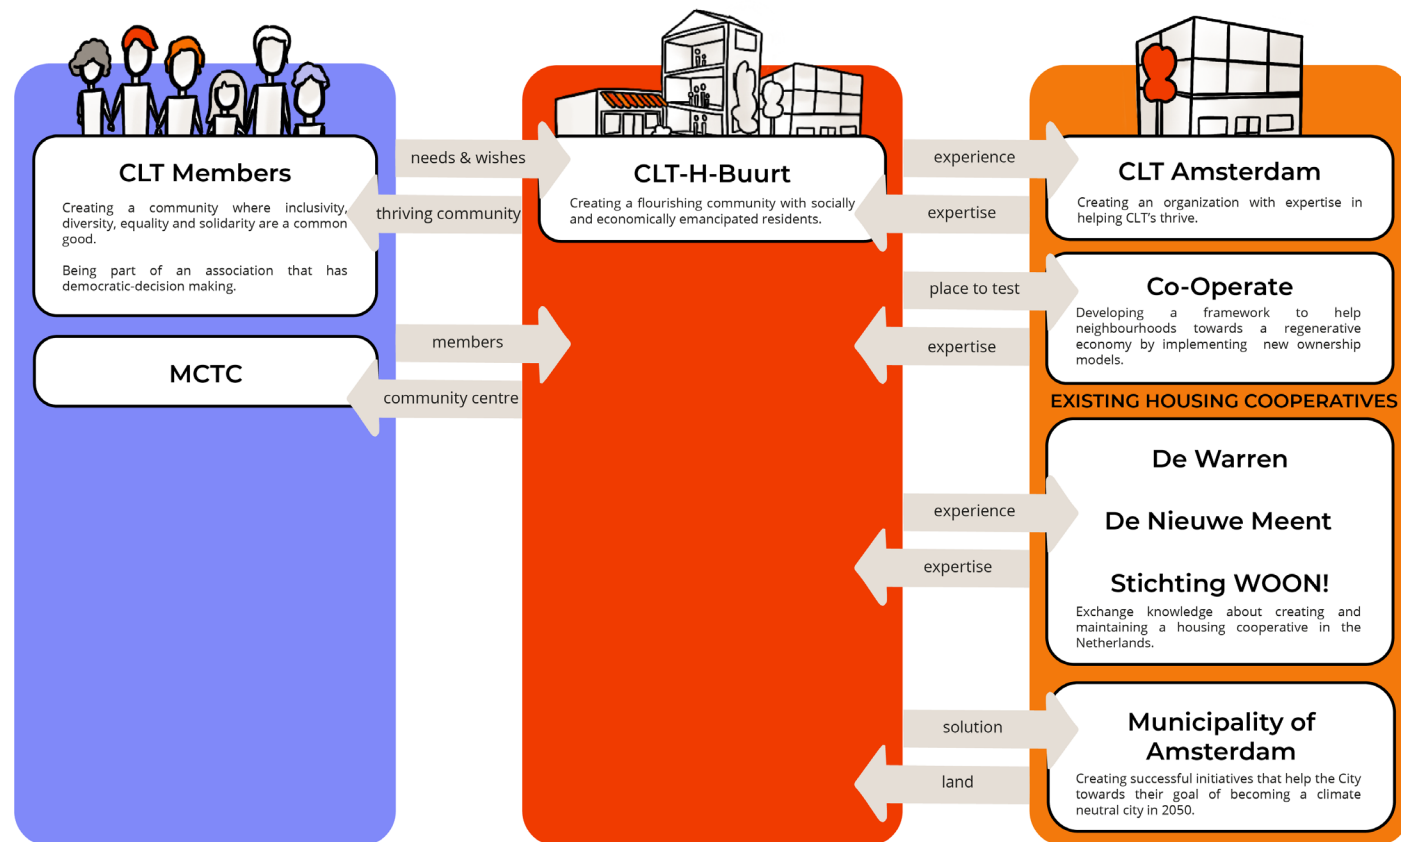 CLT Members
Creating a community where inclusivity,
diversity, equality and solidarity are a common
good.
Being part of an association that has
democratic-decision making.
MCTC
needs & wishes
thriving community
members
community centre
CLT-H-Buurt
Creating a flourishing community with socially
and economically emancipated residents.
experience
expertise
place to test
expertise
experience
expertise
solution
land
CLT Amsterdam
Creating an organization with expertise in
helping CLT's thrive.
Co-Operate
Developing a framework to help
neighbourhoods towards a regenerative
economy by implementing new ownership
models.
EXISTING HOUSING COOPERATIVES
De Warren
De Nieuwe Meent
Stichting WOON!
Exchange knowledge about creating and
maintaining a housing cooperative in the
Netherlands.
Municipality of
Amsterdam
Creating successful initiatives that help the City
towards their goal of becoming a climate
neutral city in 2050.